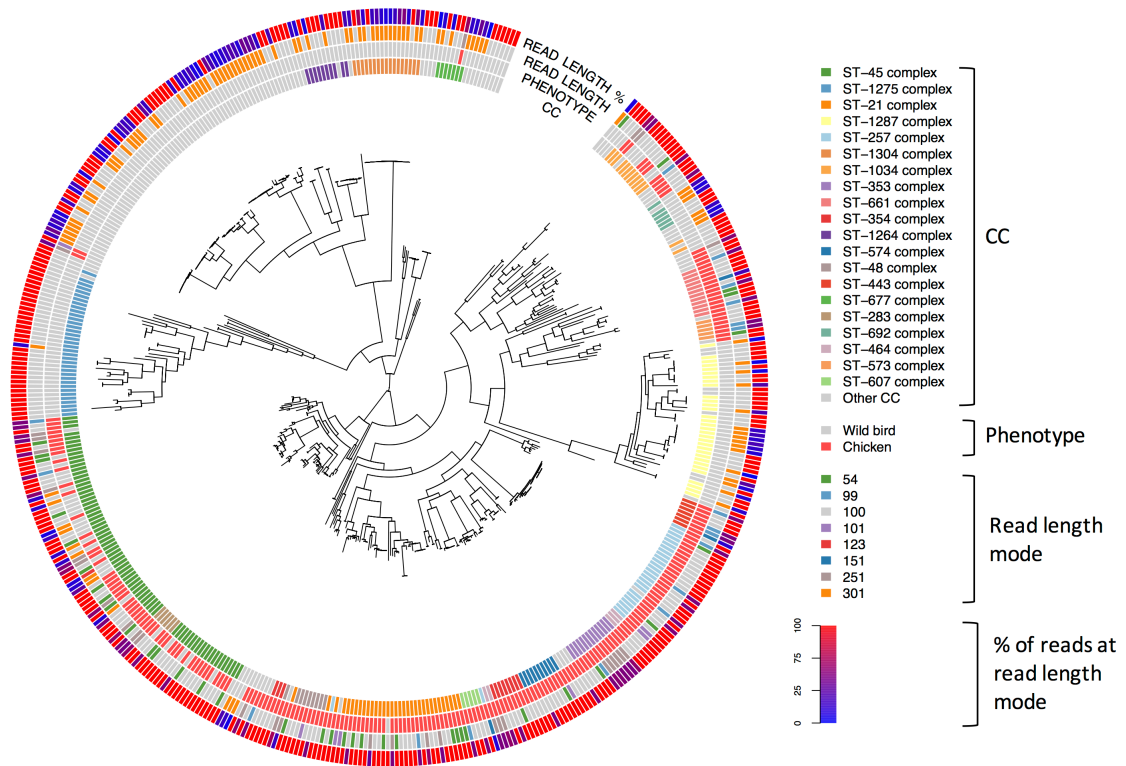 READ LENGTH %
READ LENGTH
PHENOTYPE
CC
ST−45 complex
ST−1275 complex
ST−21 complex
ST−1287 complex
ST−257 complex
ST−1304 complex
ST−1034 complex
ST−353 complex
ST−661 complex
ST−354 complex
ST−1264 complex
ST−574 complex
ST−48 complex
ST−443 complex
ST−677 complex
ST−283 complex
ST−692 complex
ST−464 complex
ST−573 complex
ST−607 complex
Other CC
CC
Wild bird
Chicken
Phenotype
54
99
100
101
123
151
251
301
Read length
mode
100
75
50
25
0
% of reads at
read length
mode